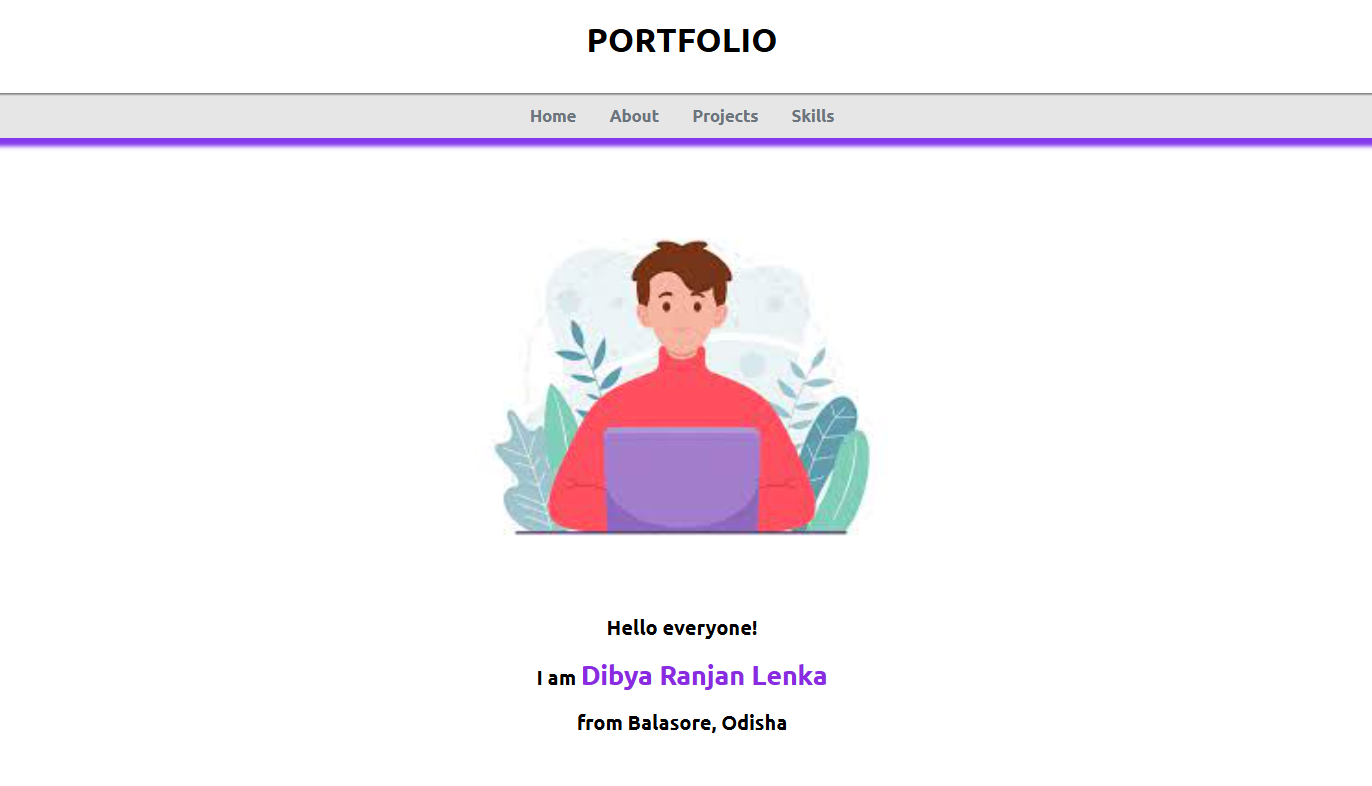 PORTFOLIO
Home About Projects Skills
Hello everyone!
I am Dibya Ranjan Lenka
from Balasore, Odisha